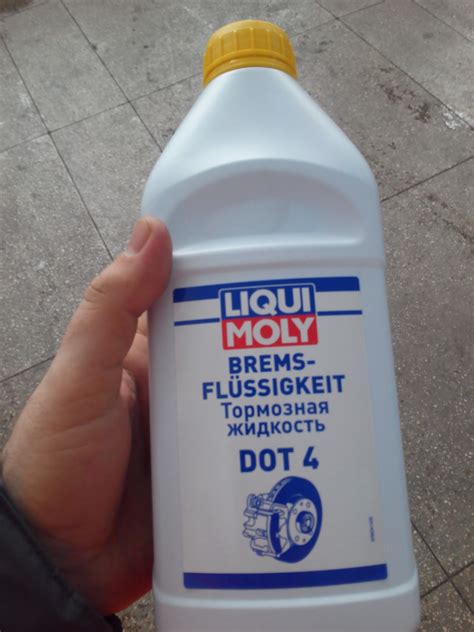 LIQUI
MOLY
BREMS-
FLÜSSIGKEIT
Тормозная
жидкость
DOT 4